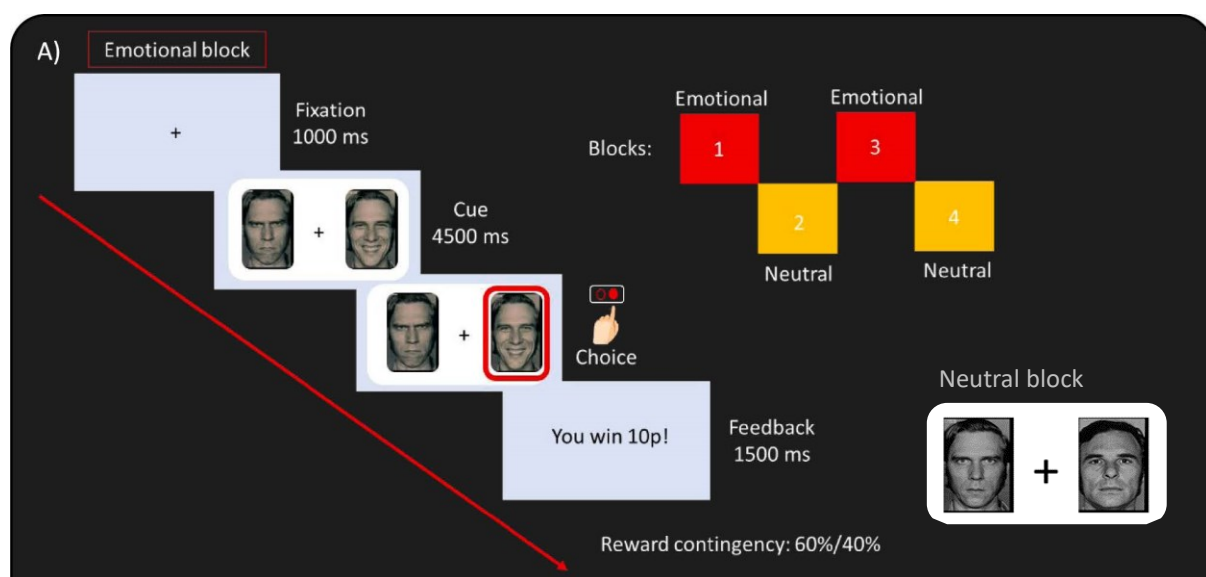 A)
Emotional block
+
Fixation
1000 ms
+
Cue
4500 ms
+
Choice
You win 10p!
Feedback
1500 ms
Emotional
Emotional
Blocks:
1
3
2
4
Neutral
Neutral
Neutral block
+
Reward contingency: 60%/40%